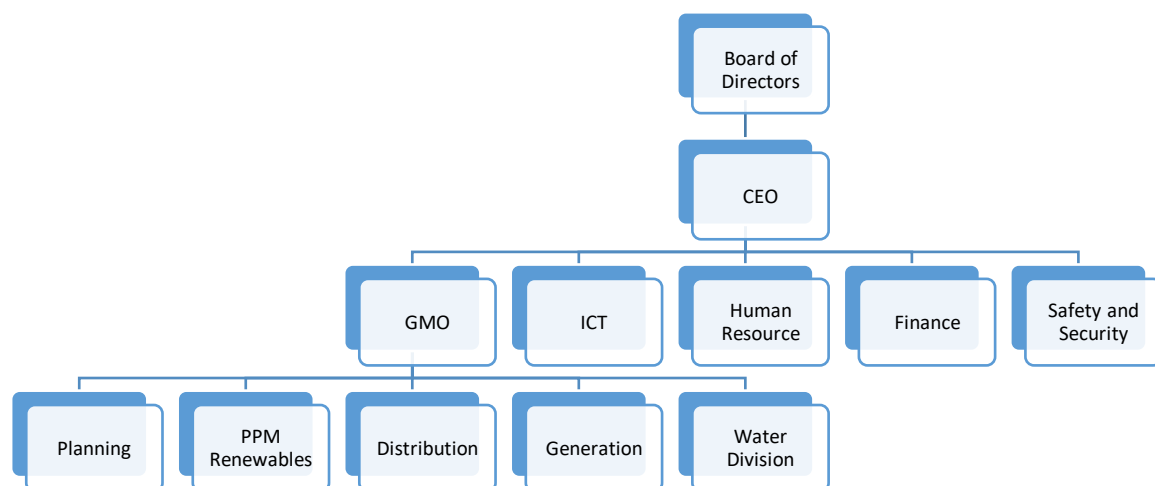 Board of
Directors
CEO
GMO
ICT
Human
Resource
Finance
Safety and
Security
Planning
PPM
Renewables
Distribution
Generation
Water
Division